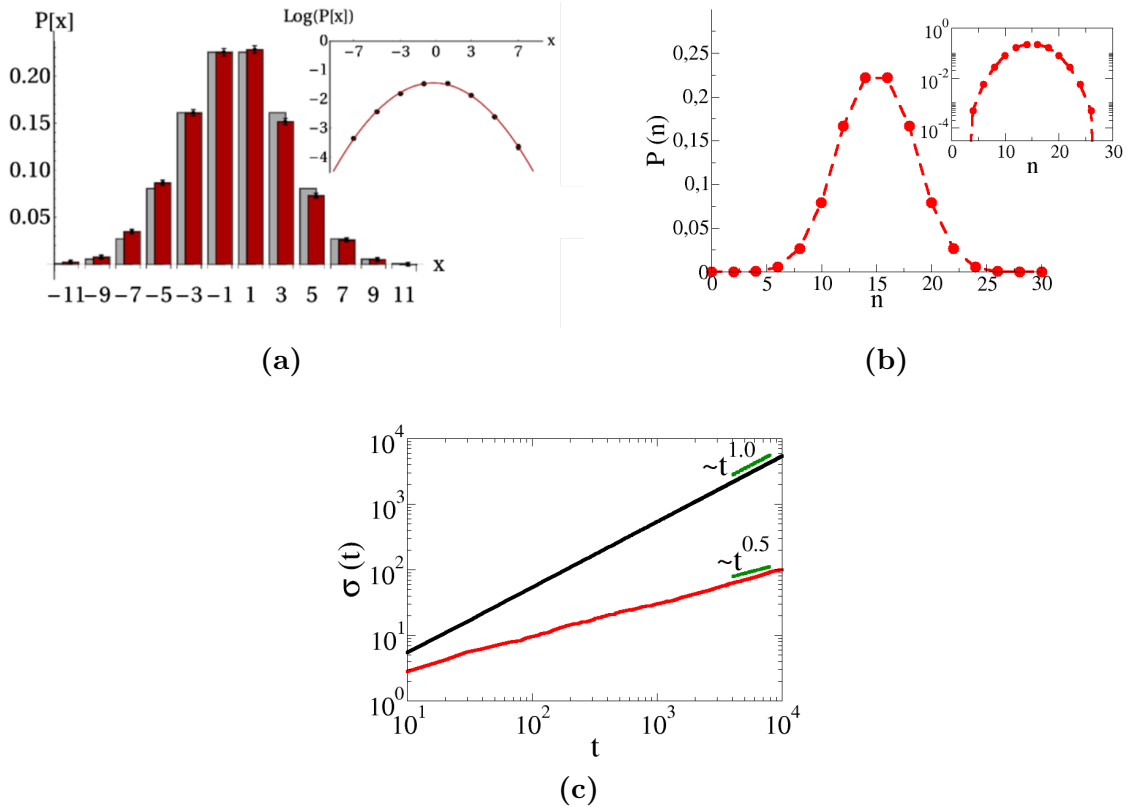 P[x]
0.20
0.15
0.10
0.05
x
−11 −9 −7 −5 −3 −1 1 3 5 7 9 11
Log(P[x])
x
−7 −3 0 3 7
0
−1
−2
−3
−4
(a)
P (n)
0,25
0,2
0,15
0,1
0,05
0
0 5 10 15 20 25 30
n
10^0
10^-2
10^-4
0 10 20 30
n
(b)
σ (t)
10^4
10^3
10^2
10^1
10^0
~t^1.0
~t^0.5
10^1 10^2 10^3 10^4
t
(c)